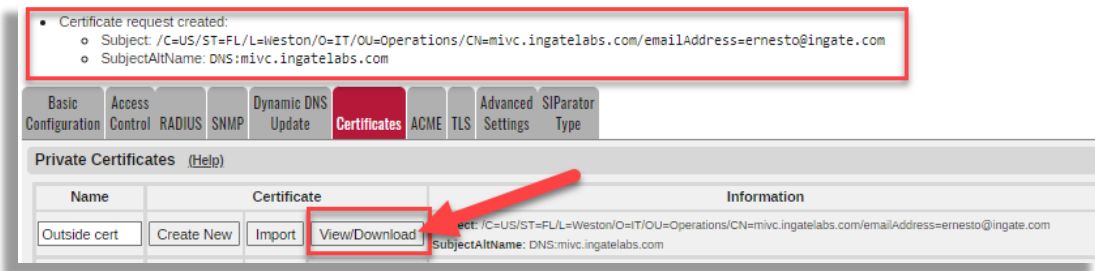 Certificate request created:
Subject: /C=US/ST=FL/L=Weston/O=IT/OU=Operations/CN=mivc.ingatelabs.com/emailAddress=ernesto@ingate.com
SubjectAltName: DNS:mivc.ingatelabs.com
Basic Configuration Access Control RADIUS SNMP Dynamic DNS Update Certificates ACME TLS Advanced Settings SIParator Type
Private Certificates (Help)
Name Certificate Information
Outside cert Create New Import View/Download /C=US/ST=FL/L=Weston/O=IT/OU=Operations/CN=mivc.ingatelabs.com/emailAddress=ernesto@ingate.com
SubjectAltName: DNS:mivc.ingatelabs.com